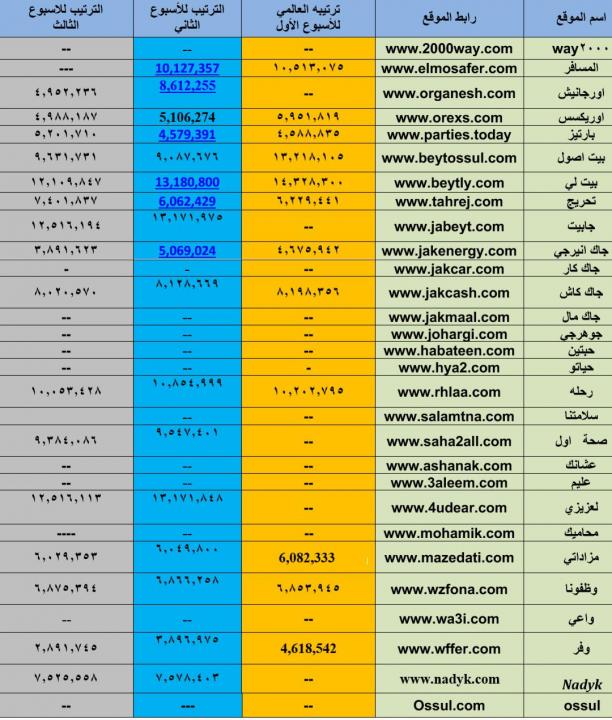 اسم الموقع | رابط الموقع | ترتيبه العالمي للأسبوع الأول | الترتيب للأسبوع الثاني | الترتيب للاسبوع الثالث
way٢٠٠٠ | www.2000way.com | -- | -- | --
المسافر | www.elmosafer.com | ١٠,٥١٣,٠٧٥ | 10,127,357 | ---
اورجانيش | www.organesh.com | -- | 8,612,255 | ٤,٩٥٢,٢٣٦
اوريكسس | www.orexs.com | ٥,٩٥١,٨١٩ | 5,106,274 | ٤,٩٨٨,١٨٧
بارتيز | www.parties.today | ٤,٥٨٨,٨٣٥ | 4,579,391 | ٥,٢٠١,٧١٠
بيت اصول | www.beytossul.com | ١٣,٢١٨,١٠٥ | ٩,٠٨٧,٦٧٦ | ٩,٦٣١,٧٣١
بيت لي | www.beytly.com | ١٤,٣٢٨,٣٠٠ | 13,180,800 | ١٢,١٠٩,٨٤٧
تحريج | www.tahrej.com | ٦,٢٢٩,٤٤١ | 6,062,429 | ٧,٤٠١,٨٣٧
جابيت | www.jabeyt.com | -- | ١٣,١٧١,٩٧٥ | ١٢,٥١٦,١٩٤
جاك انيرجي | www.jakenergy.com | ٤,٦٧٥,٩٤٢ | 5,069,024 | ٣,٨٩١,٦٢٣
جاك كار | www.jakcar.com | -- | - | -
جاك كاش | www.jakcash.com | ٨,١٩٨,٣٥٦ | ٨,١٢٨,٦٦٩ | ٨,٠٢٠,٥٧٠
جاك مال | www.jakmaal.com | -- | -- | --
جوهرجي | www.johargi.com | -- | -- | --
حبتين | www.habateen.com | -- | -- | --
حياتو | www.hya2.com | - | -- | --
رحله | www.rhlaa.com | ١٠,٢٠٢,٧٩٥ | ١٠,٨٥٤,٩٩٩ | ١٠,٠٥٣,٤٢٨
سلامتنا | www.salamtna.com | -- | -- | --
صحة اول | www.saha2all.com | -- | ٩,٥٤٧,٤٠١ | ٩,٣٨٤,٠٨٦
عشانك | www.ashanak.com | -- | -- | --
عليم | www.3aleem.com | -- | -- | --
لعزيزي | www.4udear.com | -- | ١٣,١٧١,٨٤٨ | ١٢,٥١٦,١١٣
محاميك | www.mohamik.com | -- | -- | ----
مزاداتي | www.mazedati.com | 6,082,333 | ٦,٠٤٩,٨٠٠ | ٦,٠٢٩,٣٥٣
وظفونا | www.wzfona.com | ٦,٨٥٣,٩٤٥ | ٦,٨٦٦,٢٥٨ | ٦,٨٧٥,٣٩٤
واعي | www.wa3i.com | -- | -- | --
وفر | www.wffer.com | 4,618,542 | ٣,٨٩٦,٩٧٥ | ٢,٨٩١,٧٤٥
Nadyk | www.nadyk.com | -- | ٧,٥٧٨,٤٠٣ | ٧,٥٢٥,٥٥٨
ossul | Ossul.com | -- | --- | --